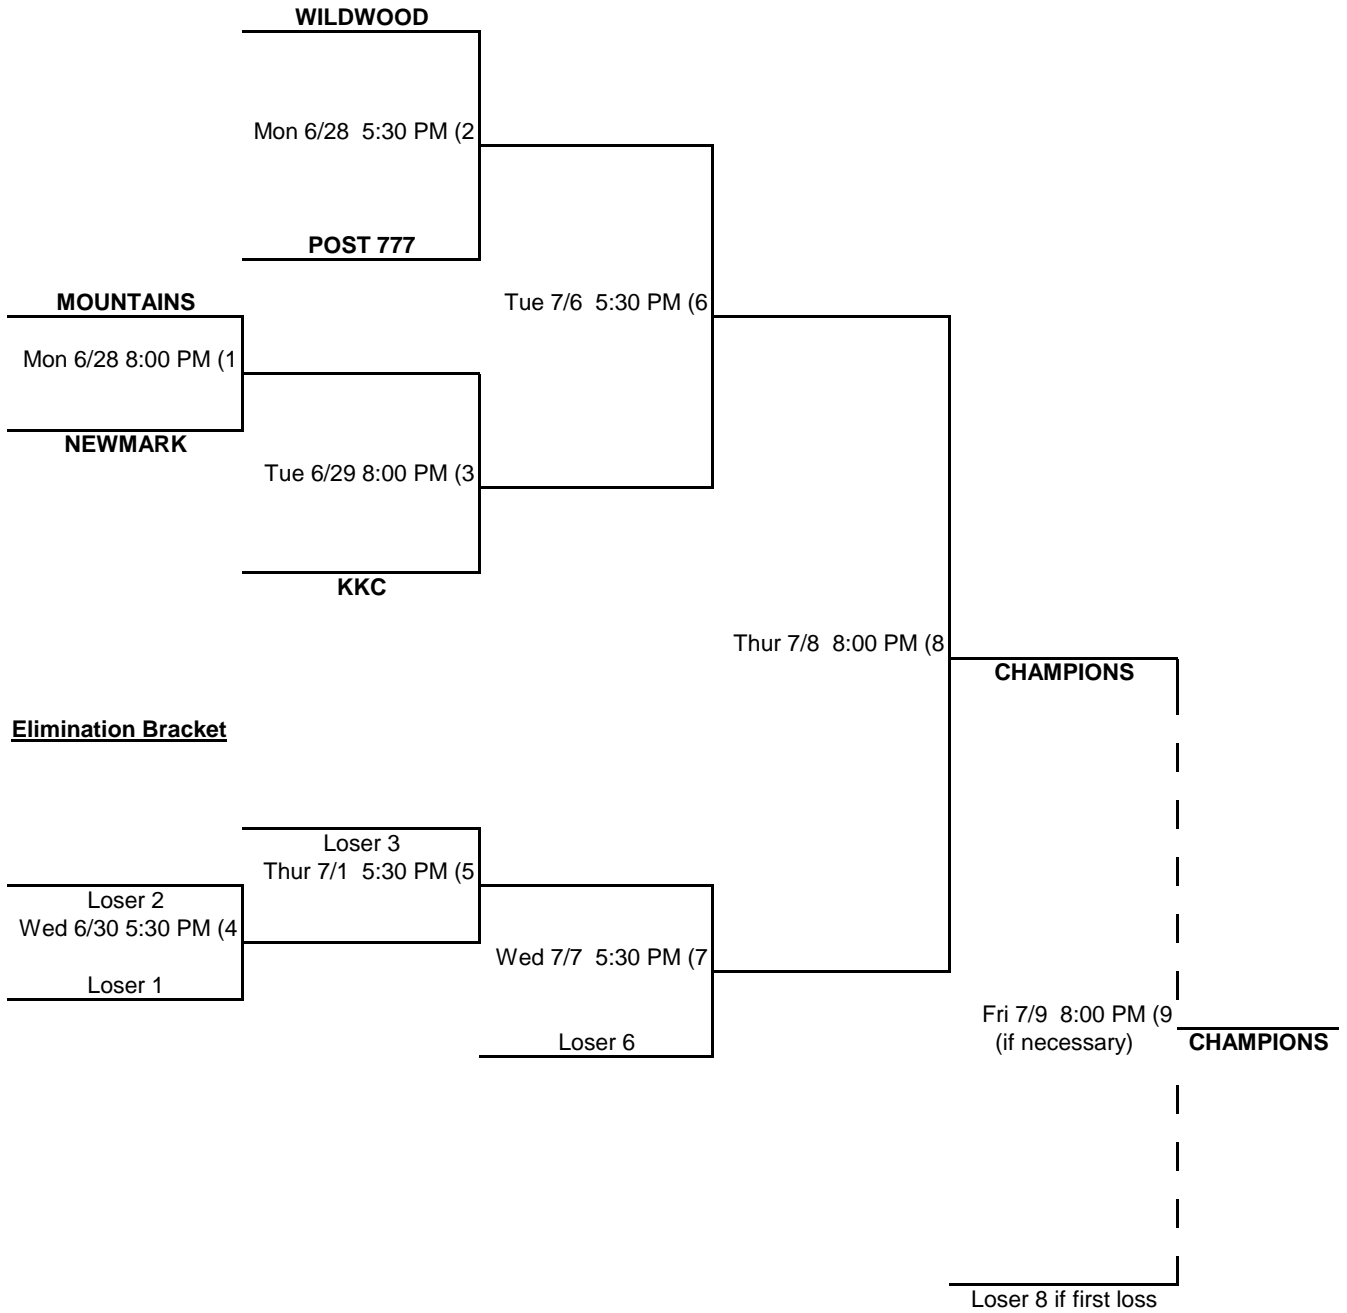 WILDWOOD
Mon 6/28  5:30 PM (2
POST 777
MOUNTAINS
Tue 7/6  5:30 PM (6
Mon 6/28 8:00 PM (1
NEWMARK
Tue 6/29 8:00 PM (3
KKC
Thur 7/8  8:00 PM (8
CHAMPIONS
Elimination Bracket
Loser 3
Thur 7/1  5:30 PM (5
Loser 2
Wed 6/30 5:30 PM (4
Wed 7/7  5:30 PM (7
Loser 1
Fri 7/9  8:00 PM (9
(if necessary)
CHAMPIONS
Loser 6
Loser 8 if first loss